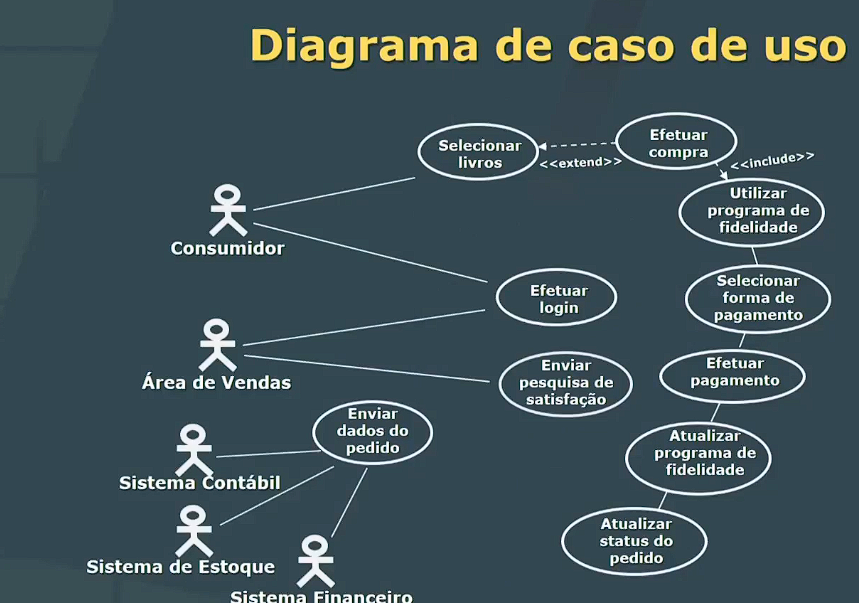 Diagrama de caso de uso
Selecionar
livros
Efetuar
compra
<<extend>>
<<include>>
Utilizar
programa de
fidelidade
Consumidor
Selecionar
forma de
pagamento
Efetuar
login
Área de Vendas
Enviar
pesquisa de
satisfação
Efetuar
pagamento
Enviar
dados do
pedido
Atualizar
programa de
fidelidade
Sistema Contábil
Atualizar
status do
pedido
Sistema de Estoque
Sistema Financeiro